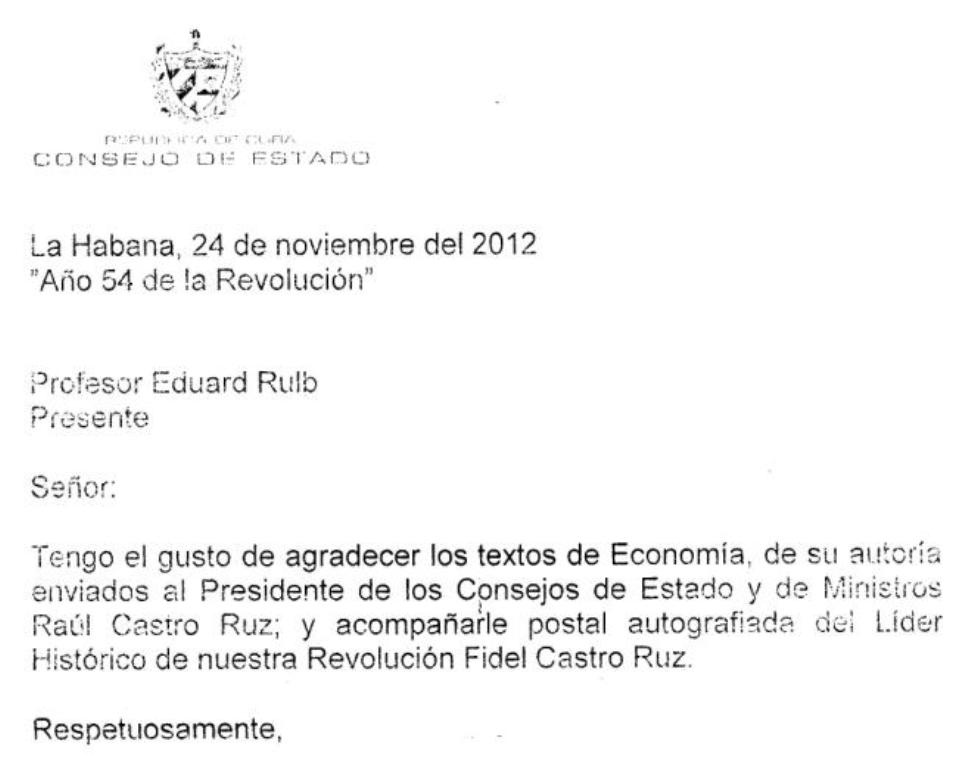 REPUBLICA DE CUBA
CONSEJO DE ESTADO
La Habana, 24 de noviembre del 2012
"Año 54 de la Revolución"
Profesor Eduard Rulb
Presente
Señor:
Tengo el gusto de agradecer los textos de Economía, de su autoría
enviados al Presidente de los Consejos de Estado y de Ministros
Raúl Castro Ruz; y acompañarle postal autografiada del Líder
Histórico de nuestra Revolución Fidel Castro Ruz.
Respetuosamente,